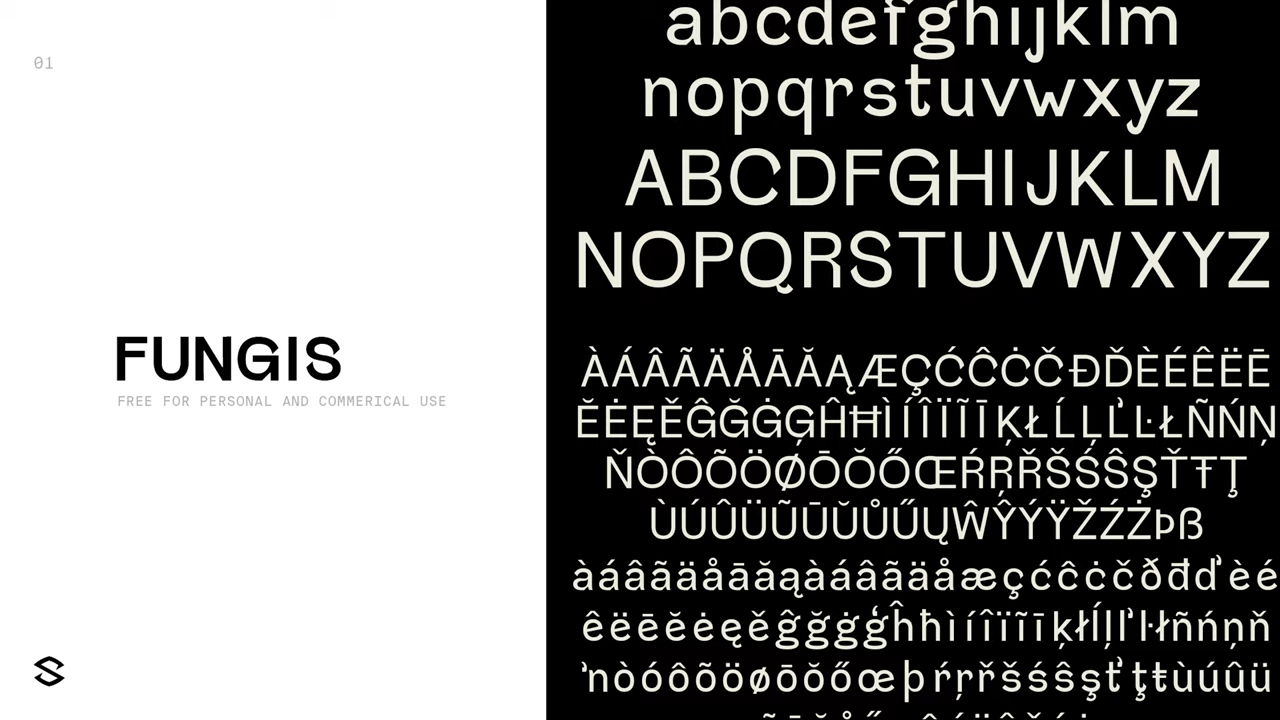 01
FUNGIS
FREE FOR PERSONAL AND COMMERICAL USE
abcdefghijklm
nopqrstuvwxyz
ABCDFGHIJKLM
NOPQRSTUVWXYZ
ÀÁÂÃÄÅĀĂĄÆÇĆĈĊČĐĎÈÉÊËĒ
ĔĖĘĚĜĞĠĢĤĦÌÍÎÏĨĪĶŁĹĻĽĿŁÑŃŅ
ŇÒÔÕÖØŌŎŐŒŔŖŘŠŚŜŞŤŦŢ
ÙÚÛÜŨŪŬŮŰŲŴŶÝŸŽŹŻÞß
àáâãäåāăąàáâãäåæçćĉċčðđďèé
êëēĕėęěĝğġģĥħìíîïĩīķłĺļľŀłñńņň
ŉòóôõöøōŏőœþŕŗřšśŝşťţŧùúûü